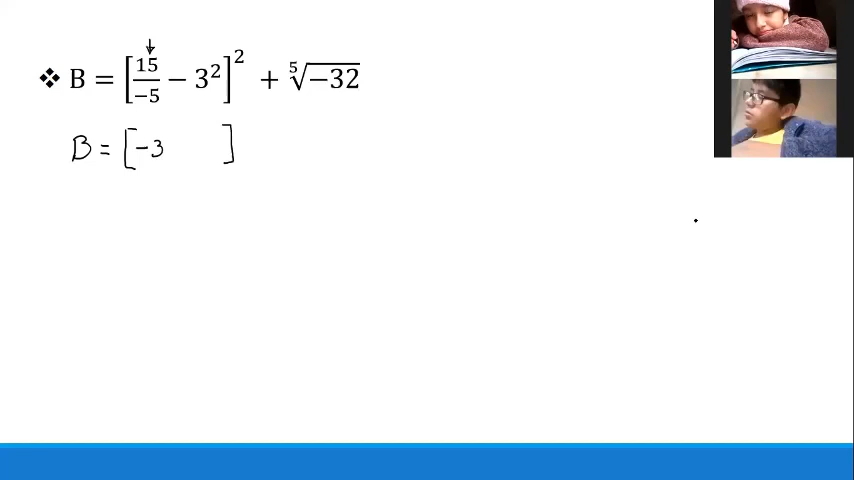 ❖ B = [15/−5 − 3²]² + ⁵√−32
B = [−3 ]